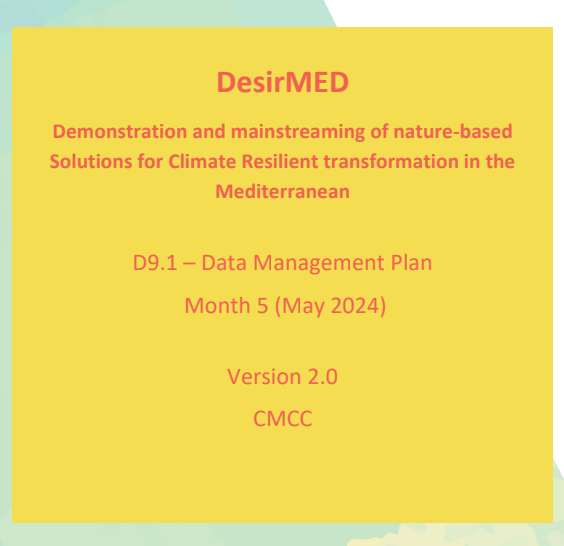 DesirMED
Demonstration and mainstreaming of nature-based
Solutions for Climate Resilient transformation in the
Mediterranean
D9.1 – Data Management Plan
Month 5 (May 2024)
Version 2.0
CMCC